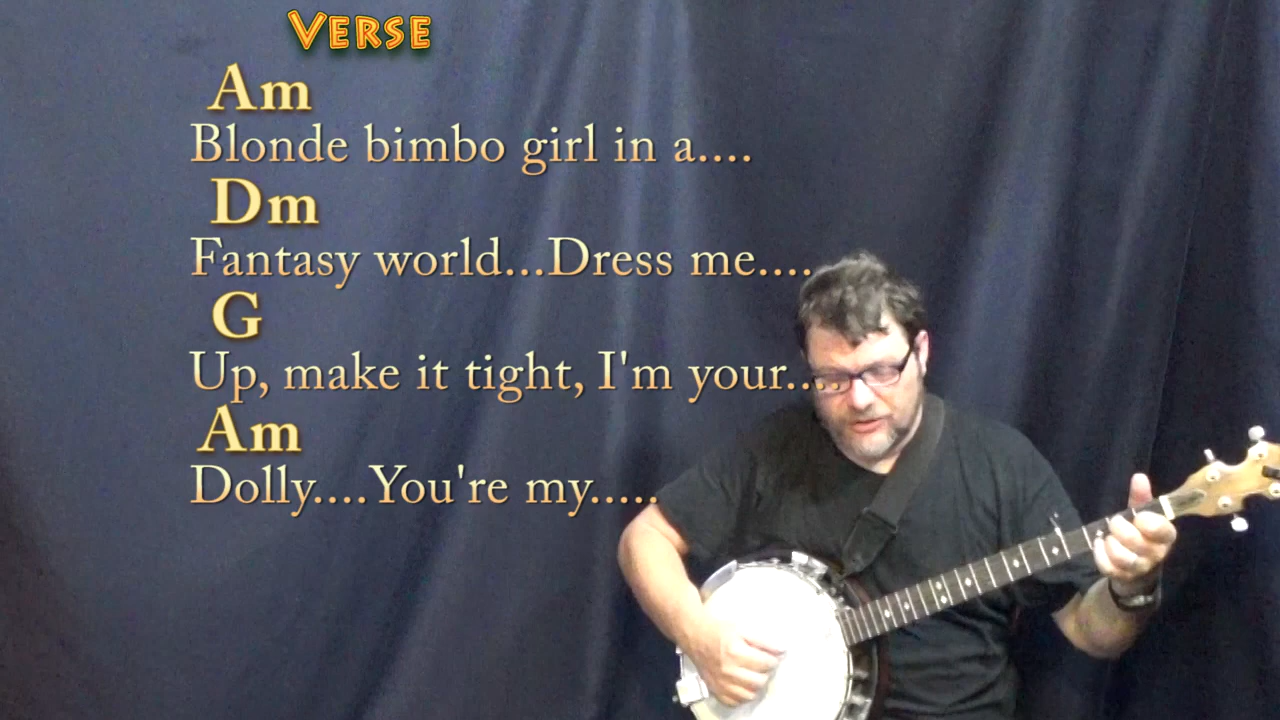 VERSE
Am
Blonde bimbo girl in a....
Dm
Fantasy world...Dress me....
G
Up, make it tight, I'm your....
Am
Dolly....You're my.....